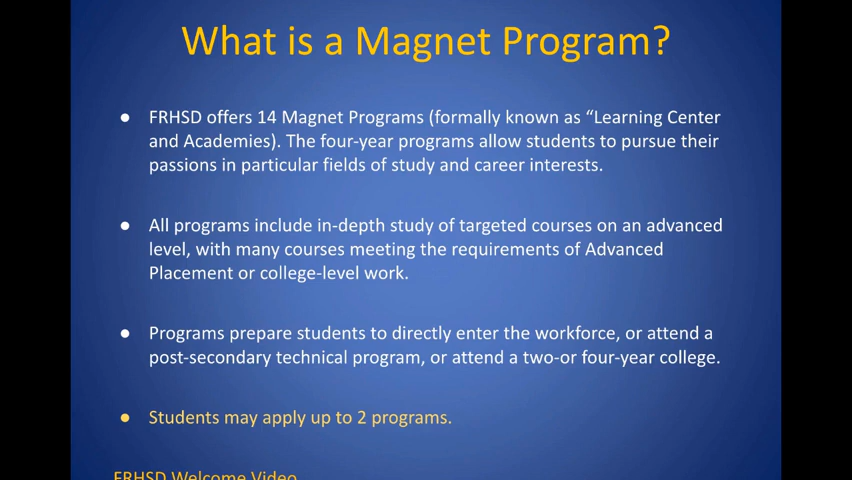 What is a Magnet Program?
● FRHSD offers 14 Magnet Programs (formally known as “Learning Center
and Academies). The four-year programs allow students to pursue their
passions in particular fields of study and career interests.
● All programs include in-depth study of targeted courses on an advanced
level, with many courses meeting the requirements of Advanced
Placement or college-level work.
● Programs prepare students to directly enter the workforce, or attend a
post-secondary technical program, or attend a two-or four-year college.
● Students may apply up to 2 programs.
FRHSD Welcome Video